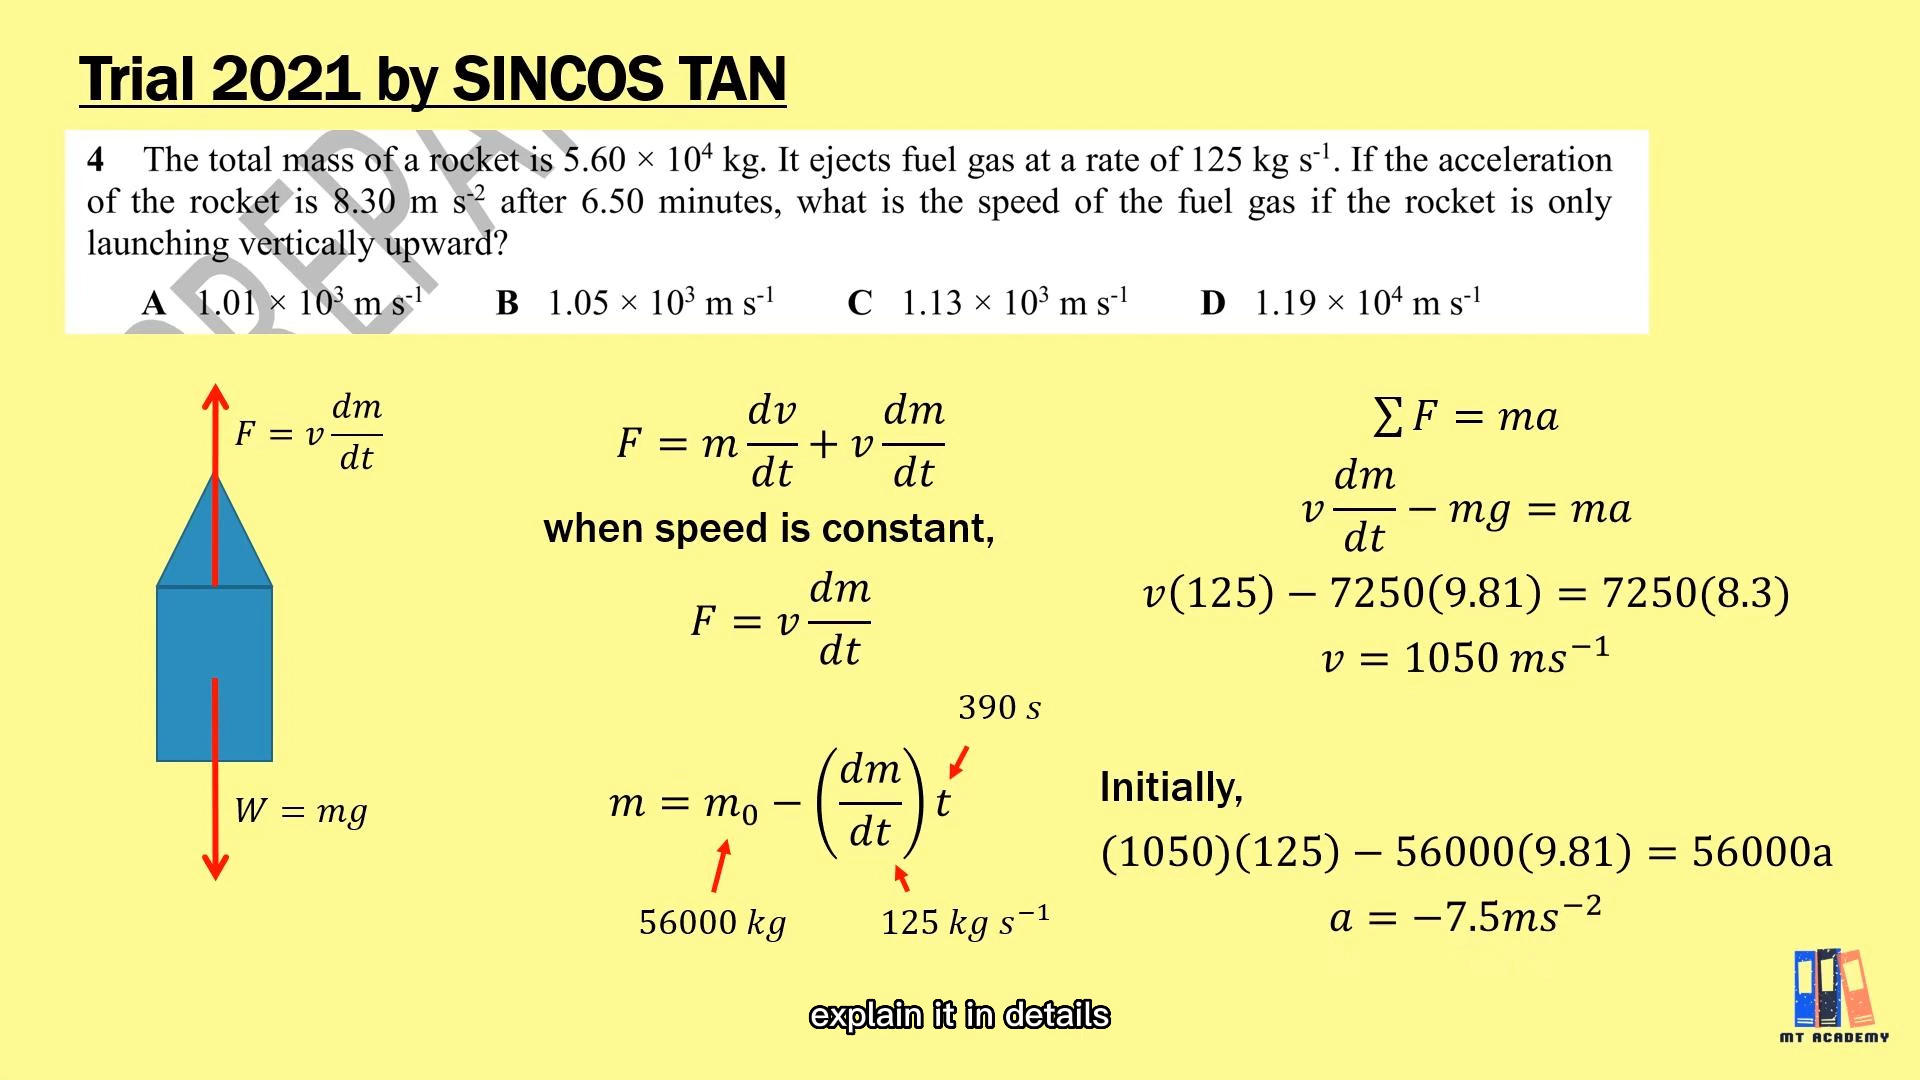 Trial 2021 by SINCOS TAN
4 The total mass of a rocket is 5.60 × 10⁴ kg. It ejects fuel gas at a rate of 125 kg s⁻¹. If the acceleration
of the rocket is 8.30 m s⁻² after 6.50 minutes, what is the speed of the fuel gas if the rocket is only
launching vertically upward?
A 1.01 × 10³ m s⁻¹ B 1.05 × 10³ m s⁻¹ C 1.13 × 10³ m s⁻¹ D 1.19 × 10⁴ m s⁻¹
PREPA
F = v dm/dt
W = mg
F = m dv/dt + v dm/dt
when speed is constant,
F = v dm/dt
390 s
m = m₀ − (dm/dt) t
56000 kg
125 kg s⁻¹
∑ F = ma
v dm/dt − mg = ma
v(125) − 7250(9.81) = 7250(8.3)
v = 1050 ms⁻¹
Initially,
(1050)(125) − 56000(9.81) = 56000a
a = −7.5ms⁻²
explain it in details
MT ACADEMY